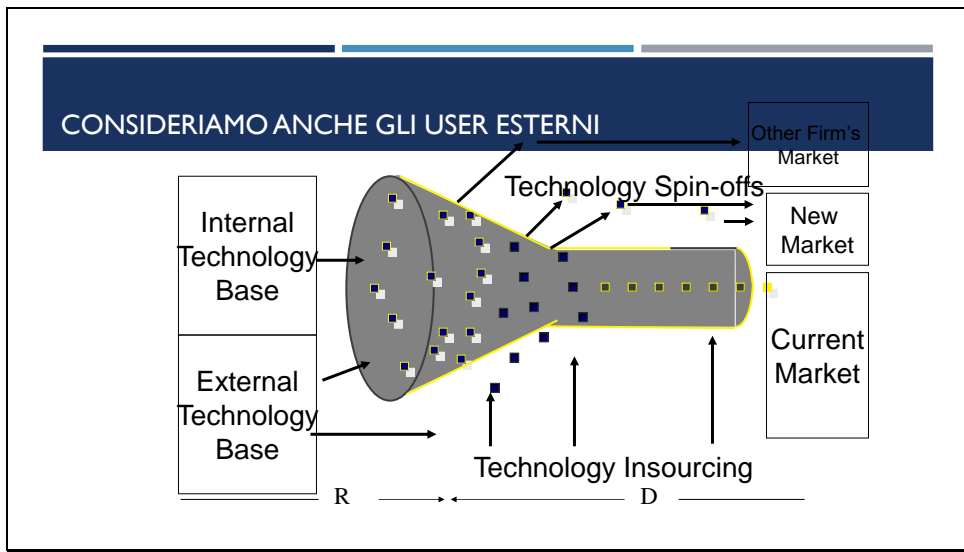 CONSIDERIAMO ANCHE GLI USER ESTERNI
Other Firm's
Market
Technology Spin-offs
New
Market
Internal
Technology
Base
Current
Market
External
Technology
Base
Technology Insourcing
R
D